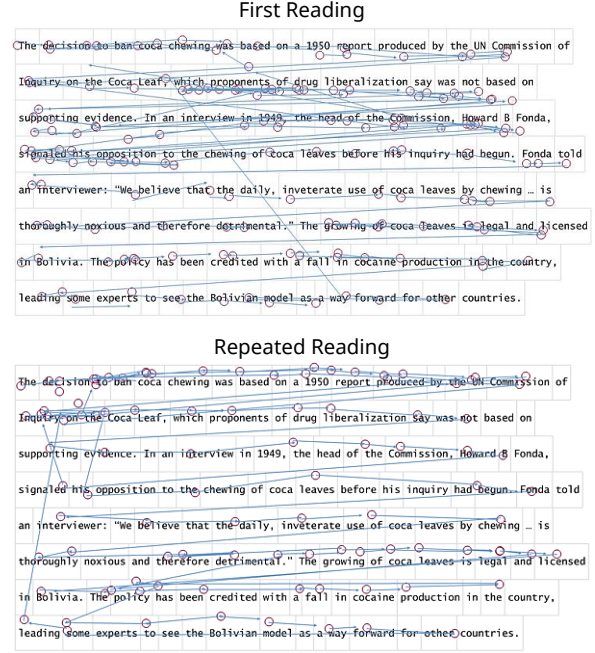 First Reading
The decision to ban coca chewing was based on a 1950 report produced by the UN Commission of
Inquiry on the Coca Leaf, which proponents of drug liberalization say was not based on
supporting evidence. In an interview in 1949, the head of the Commission, Howard B Fonda,
signaled his opposition to the chewing of coca leaves before his inquiry had begun. Fonda told
an interviewer: “We believe that the daily, inveterate use of coca leaves by chewing … is
thoroughly noxious and therefore detrimental.” The growing of coca leaves is legal and licensed
in Bolivia. The policy has been credited with a fall in cocaine production in the country,
leading some experts to see the Bolivian model as a way forward for other countries.
Repeated Reading
The decision to ban coca chewing was based on a 1950 report produced by the UN Commission of
Inquiry on the Coca Leaf, which proponents of drug liberalization say was not based on
supporting evidence. In an interview in 1949, the head of the Commission, Howard B Fonda,
signaled his opposition to the chewing of coca leaves before his inquiry had begun. Fonda told
an interviewer: “We believe that the daily, inveterate use of coca leaves by chewing … is
thoroughly noxious and therefore detrimental.” The growing of coca leaves is legal and licensed
in Bolivia. The policy has been credited with a fall in cocaine production in the country,
leading some experts to see the Bolivian model as a way forward for other countries.